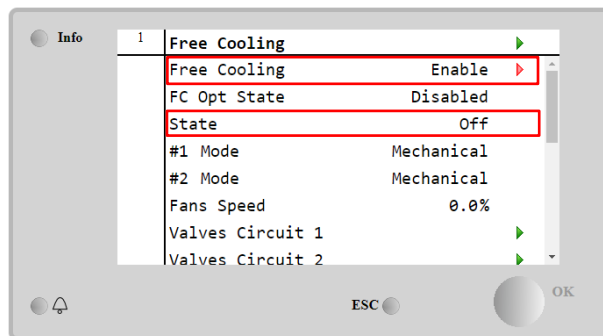 Info
1 Free Cooling
Free Cooling Enable
FC Opt State Disabled
State Off
#1 Mode Mechanical
#2 Mode Mechanical
Fans Speed 0.0%
Valves Circuit 1
Valves Circuit 2
ESC OK